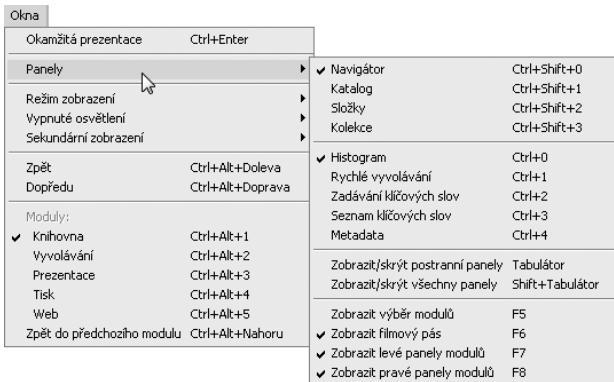 Okna
Okamžitá prezentace Ctrl+Enter
Panely
Režim zobrazení
Vypnuté osvětlení
Sekundární zobrazení
Zpět Ctrl+Alt+Doleva
Dopředu Ctrl+Alt+Doprava
Moduly:
Knihovna Ctrl+Alt+1
Vyvolávání Ctrl+Alt+2
Prezentace Ctrl+Alt+3
Tisk Ctrl+Alt+4
Web Ctrl+Alt+5
Zpět do předchozího modulu Ctrl+Alt+Nahoru
Navigátor Ctrl+Shift+0
Katalog Ctrl+Shift+1
Složky Ctrl+Shift+2
Kolekce Ctrl+Shift+3
Histogram Ctrl+0
Rychlé vyvolávání Ctrl+1
Zadávání klíčových slov Ctrl+2
Seznam klíčových slov Ctrl+3
Metadata Ctrl+4
Zobrazit/skrýt postranní panely Tabulátor
Zobrazit/skrýt všechny panely Shift+Tabulátor
Zobrazit výběr modulů F5
Zobrazit filmový pás F6
Zobrazit levé panely modulů F7
Zobrazit pravé panely modulů F8